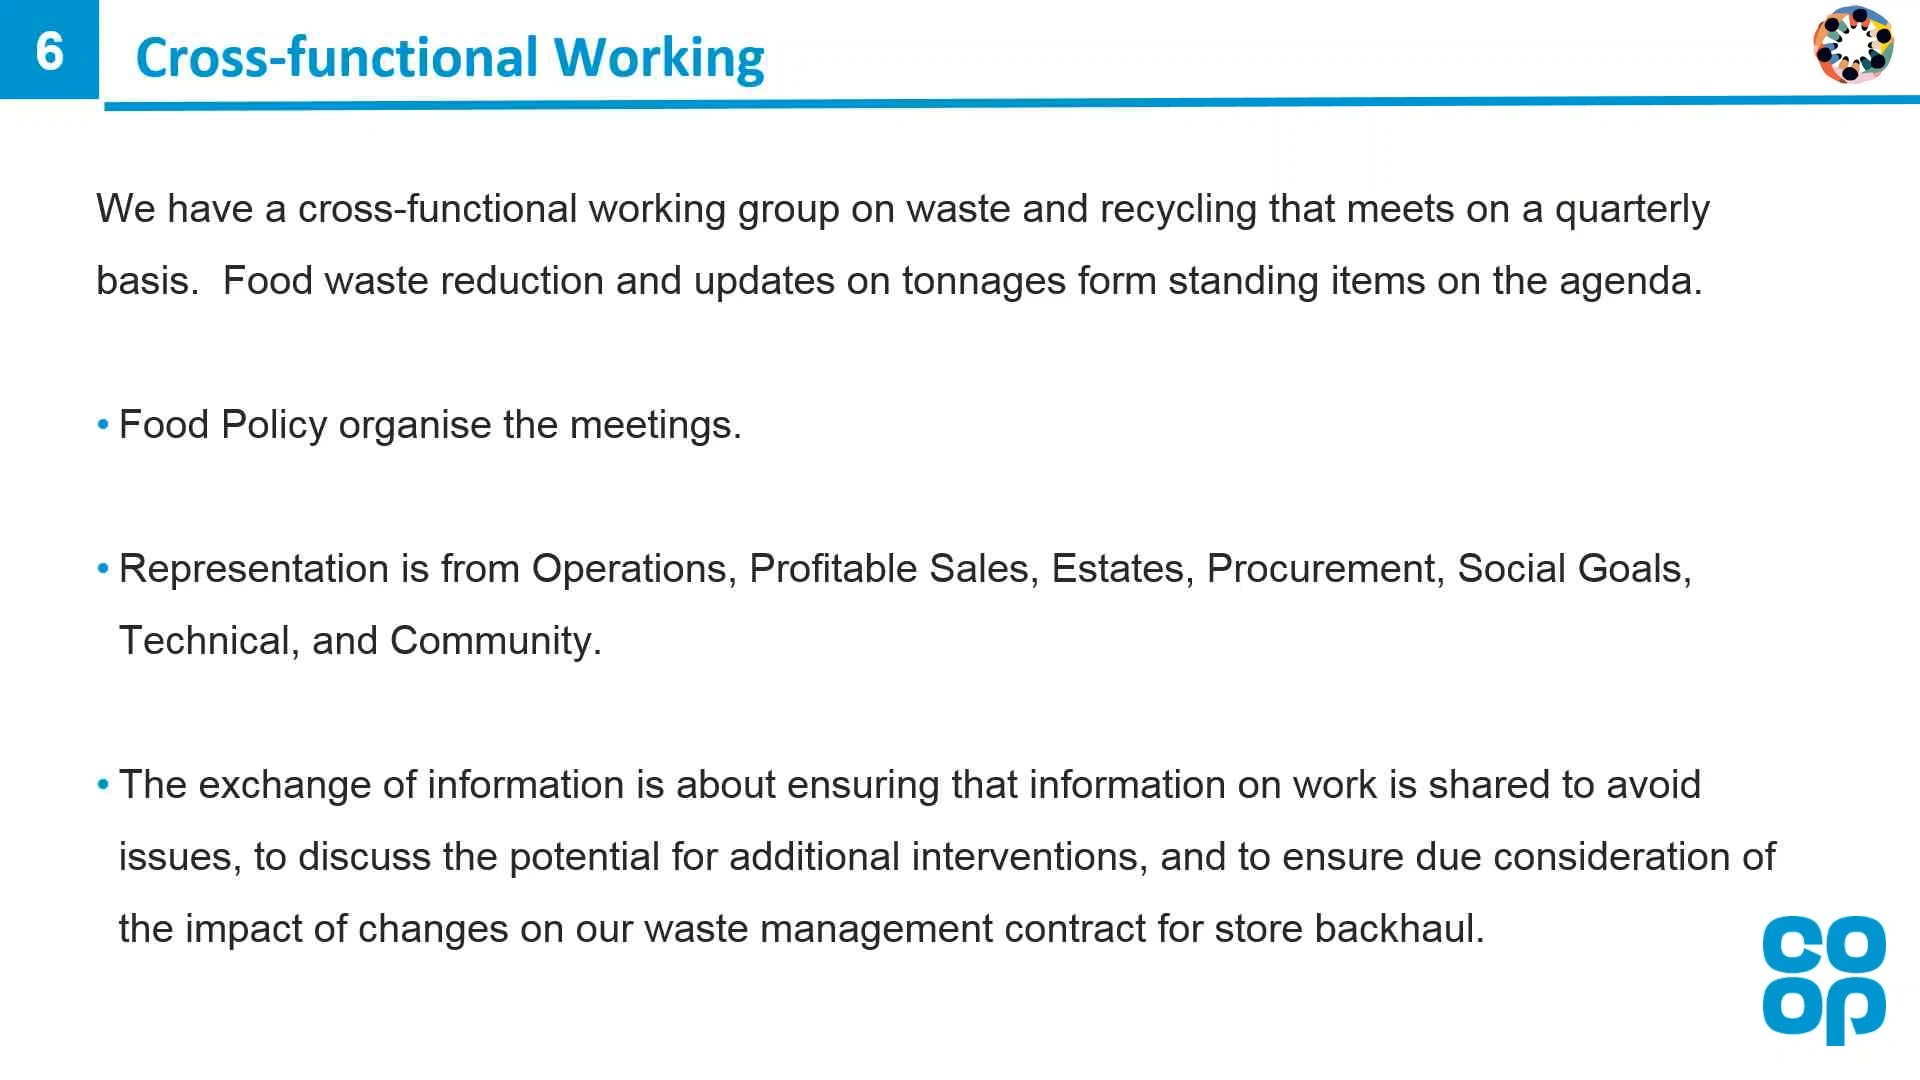 6
Cross-functional Working
We have a cross-functional working group on waste and recycling that meets on a quarterly
basis.  Food waste reduction and updates on tonnages form standing items on the agenda.
• Food Policy organise the meetings.
• Representation is from Operations, Profitable Sales, Estates, Procurement, Social Goals,
Technical, and Community.
• The exchange of information is about ensuring that information on work is shared to avoid
issues, to discuss the potential for additional interventions, and to ensure due consideration of
the impact of changes on our waste management contract for store backhaul.
co
op